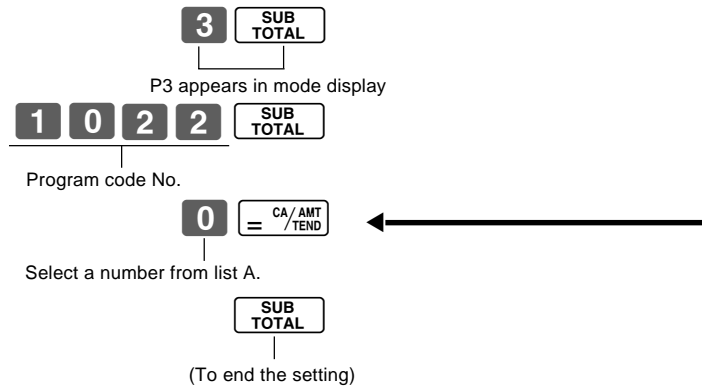 3 SUB TOTAL
P3 appears in mode display
1 0 2 2 SUB TOTAL
Program code No.
0 = CA/AMT /TEND
Select a number from list A.
SUB TOTAL
(To end the setting)